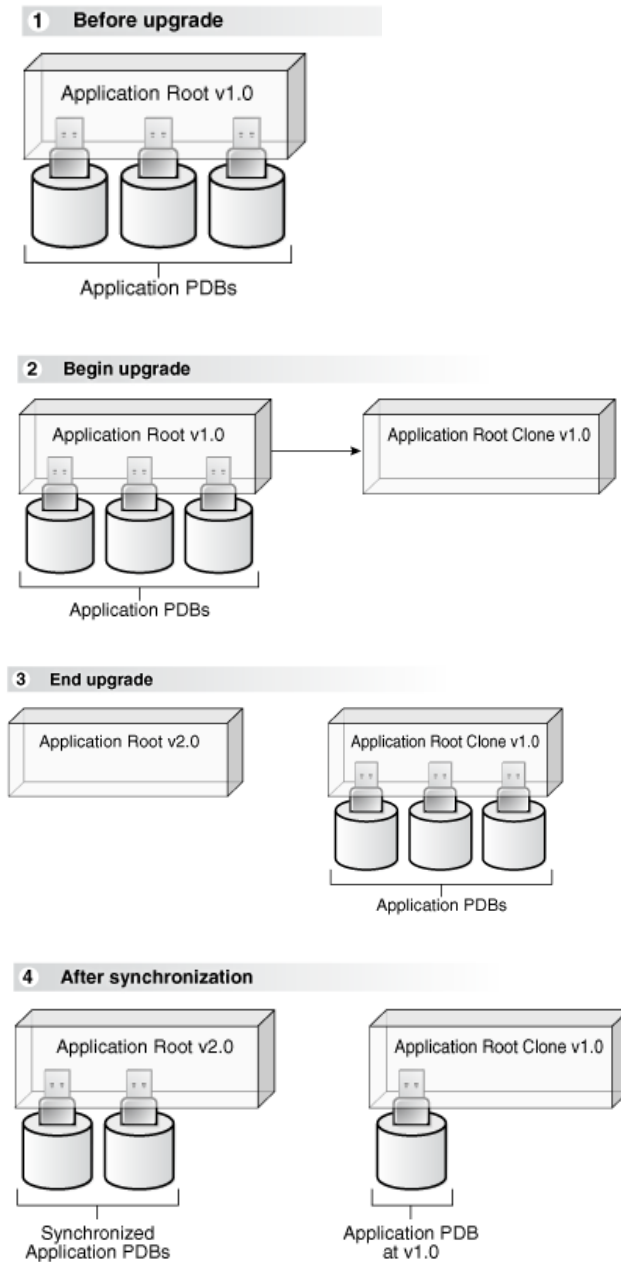 1 Before upgrade
Application Root v1.0
Application PDBs
2 Begin upgrade
Application Root v1.0
Application Root Clone v1.0
Application PDBs
3 End upgrade
Application Root v2.0
Application Root Clone v1.0
Application PDBs
4 After synchronization
Application Root v2.0
Application Root Clone v1.0
Synchronized
Application PDBs
Application PDB
at v1.0